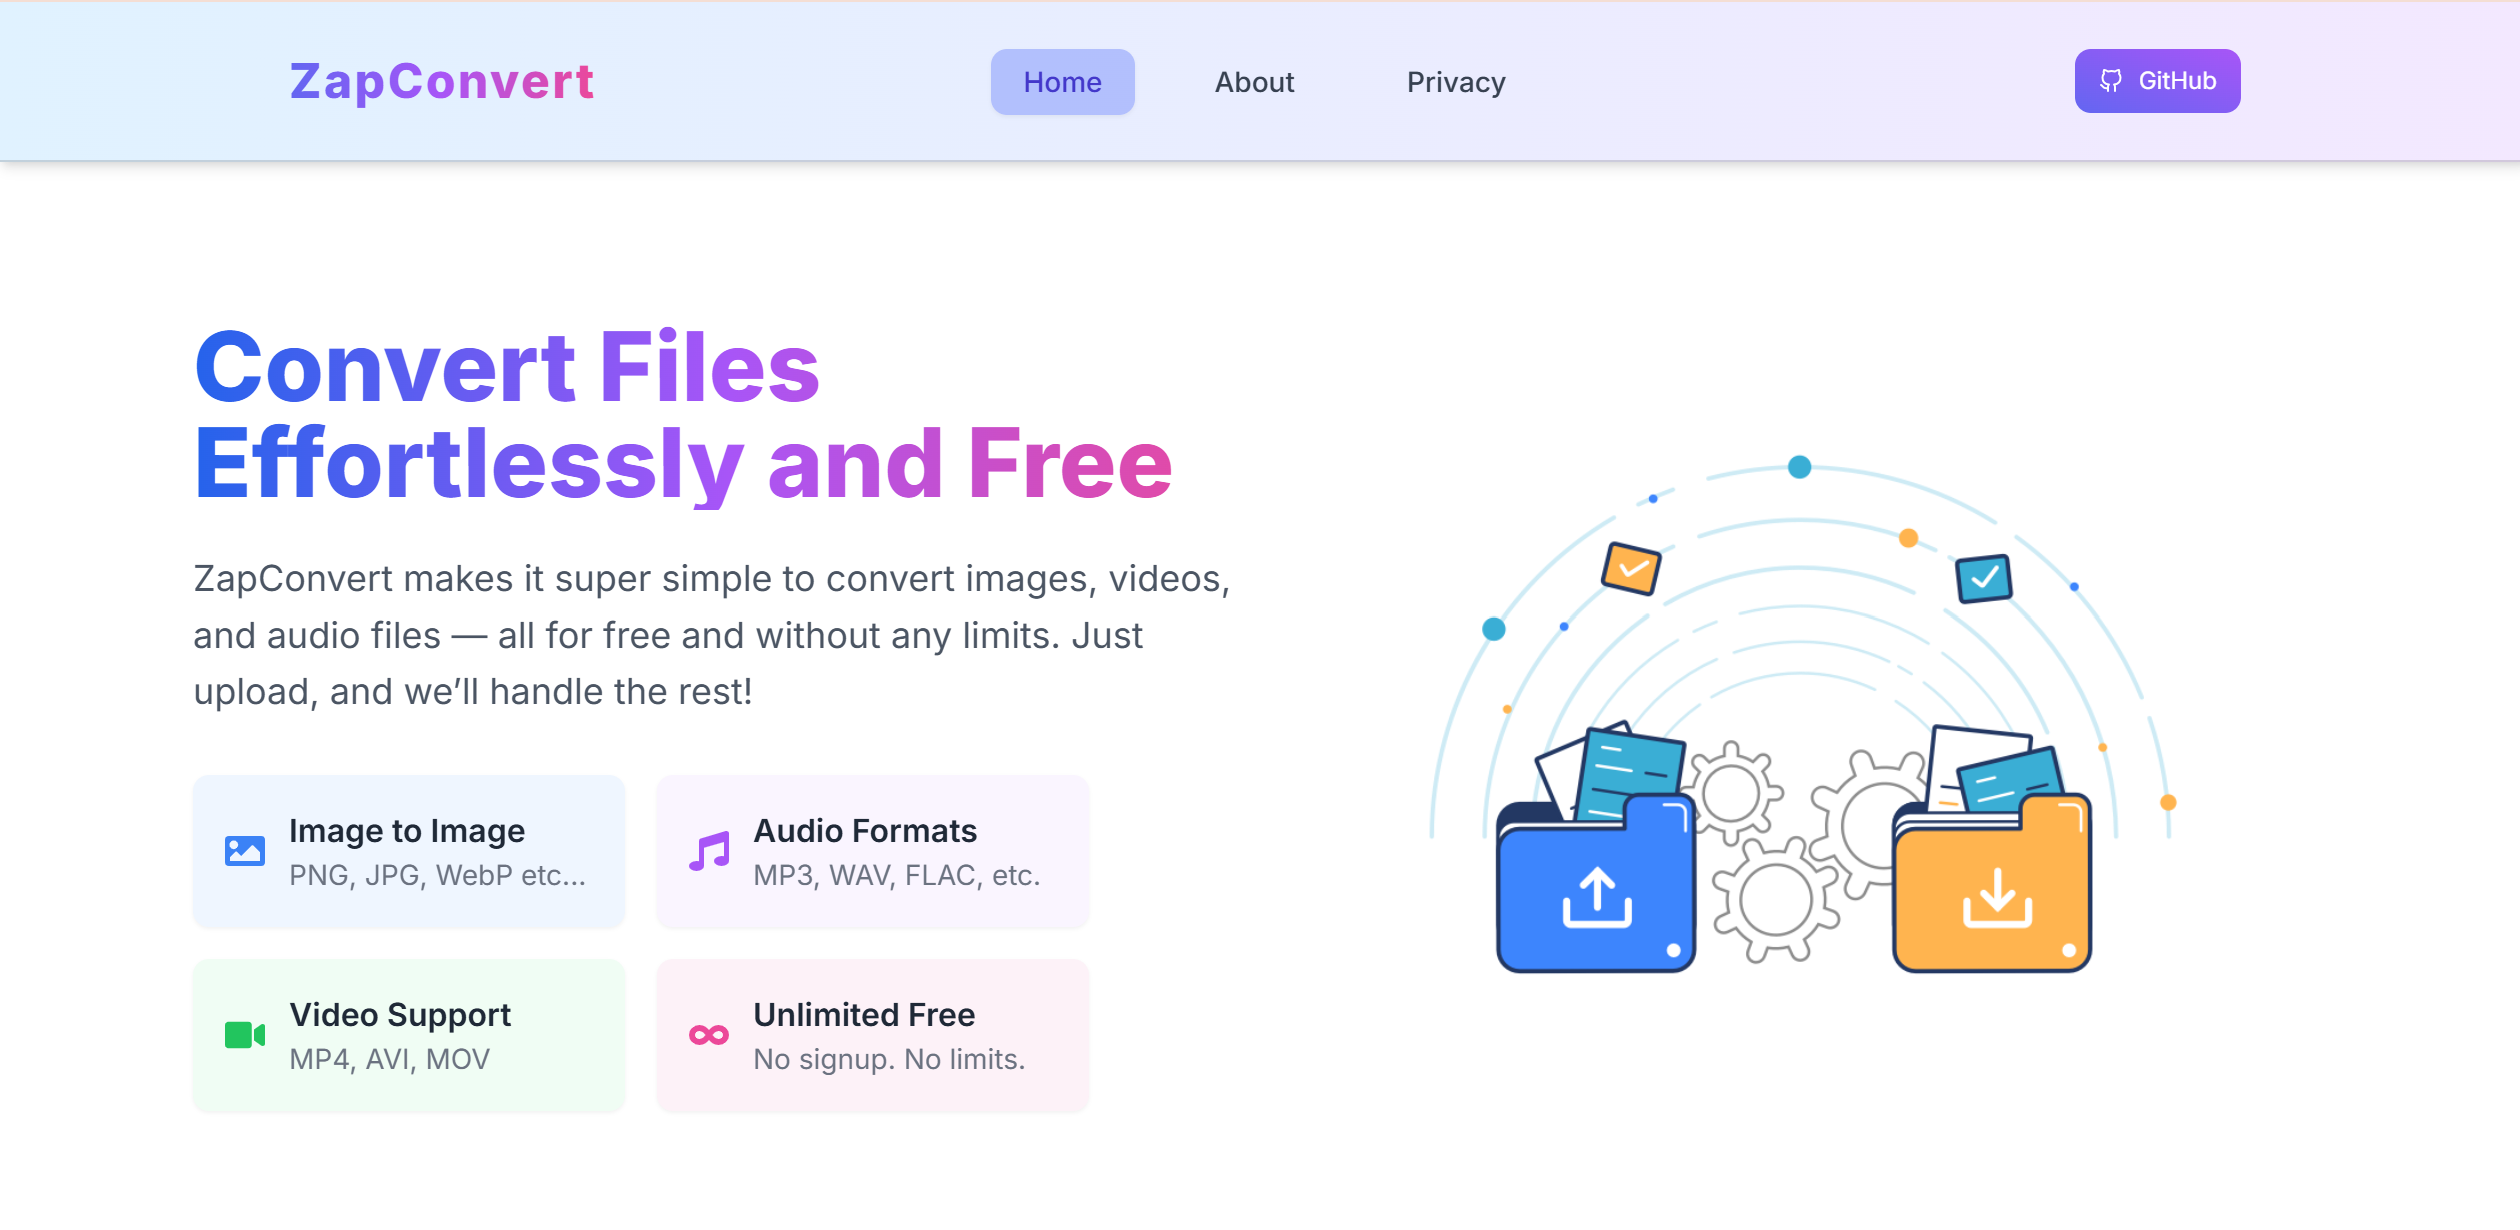 ZapConvert
Home
About
Privacy
GitHub
Convert Files
Effortlessly and Free
ZapConvert makes it super simple to convert images, videos,
and audio files — all for free and without any limits. Just
upload, and we’ll handle the rest!
Image to Image
PNG, JPG, WebP etc...
Audio Formats
MP3, WAV, FLAC, etc.
Video Support
MP4, AVI, MOV
Unlimited Free
No signup. No limits.